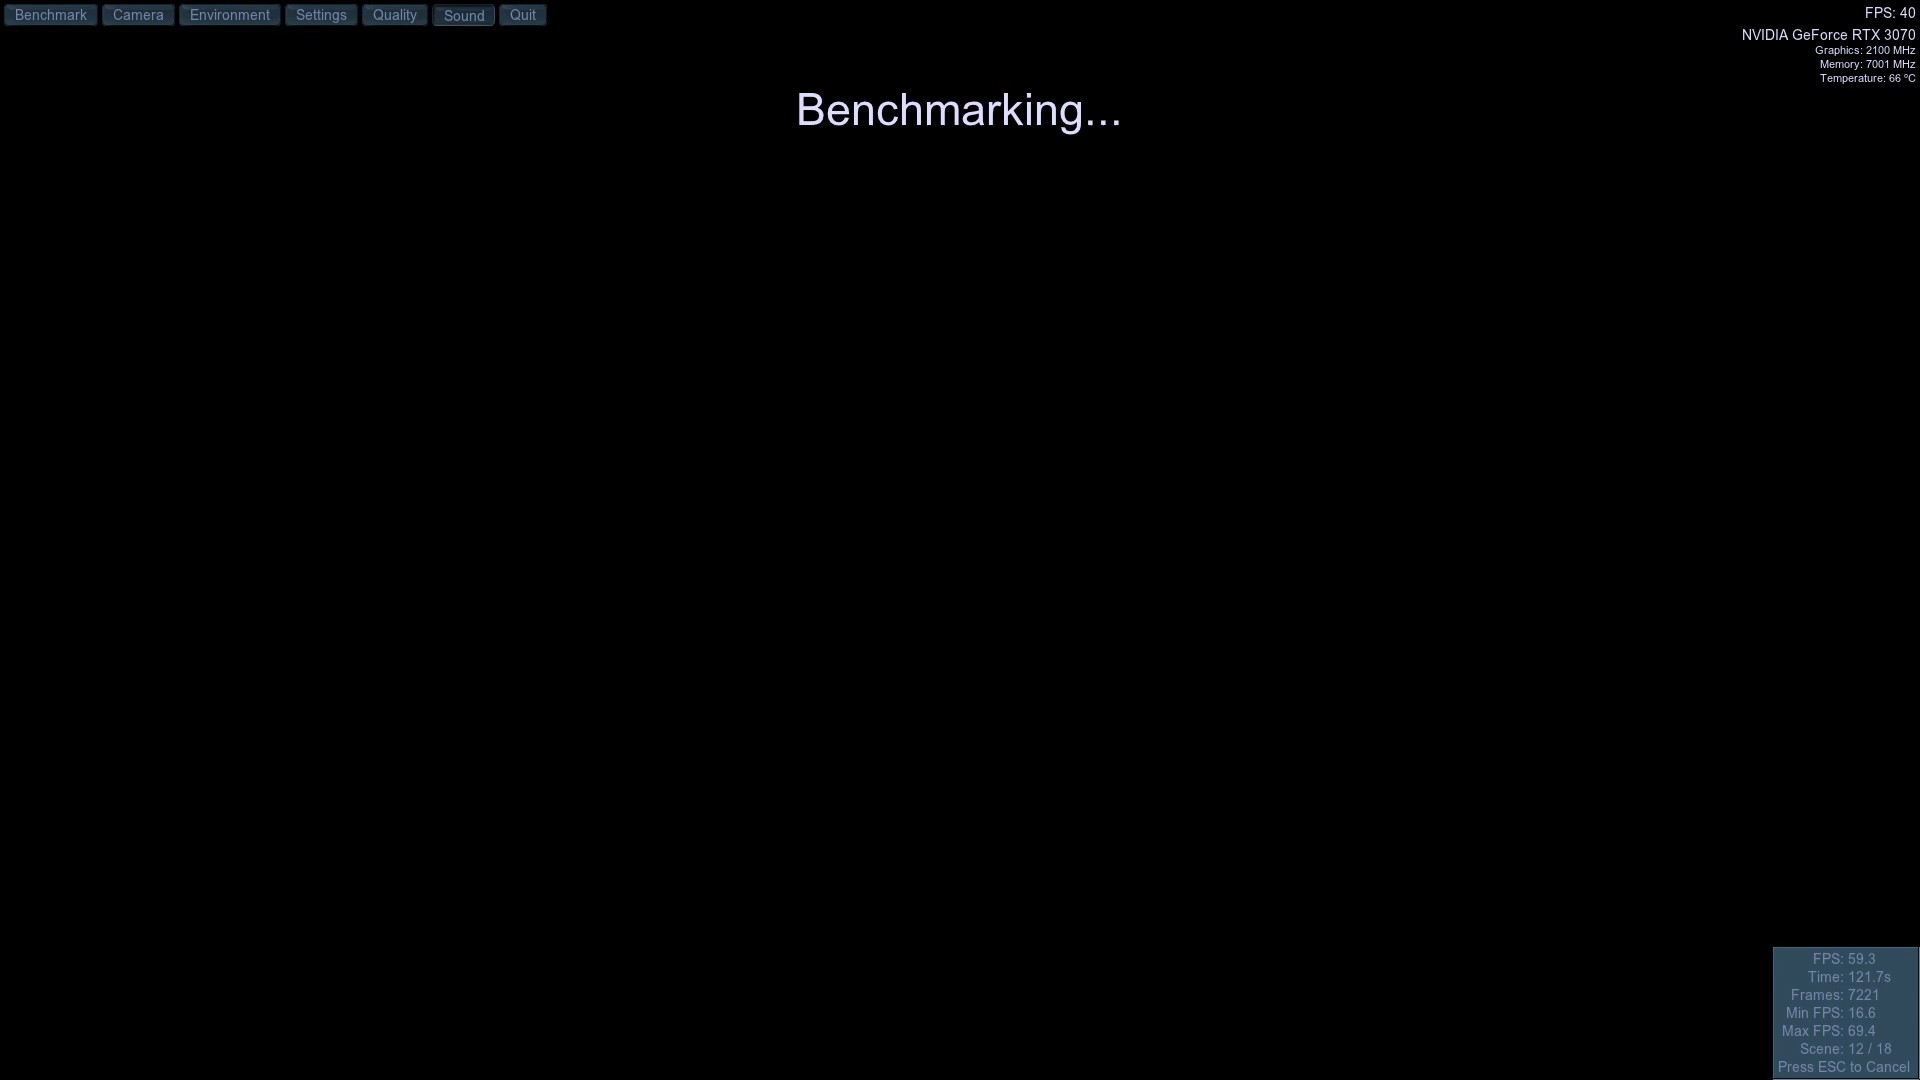 Benchmark Camera Environment Settings Quality Sound Quit
FPS: 40
NVIDIA GeForce RTX 3070
Graphics: 2100 MHz
Memory: 7001 MHz
Temperature: 66 °C
Benchmarking...
FPS: 59.3
Time: 121.7s
Frames: 7221
Min FPS: 16.6
Max FPS: 69.4
Scene: 12 / 18
Press ESC to Cancel